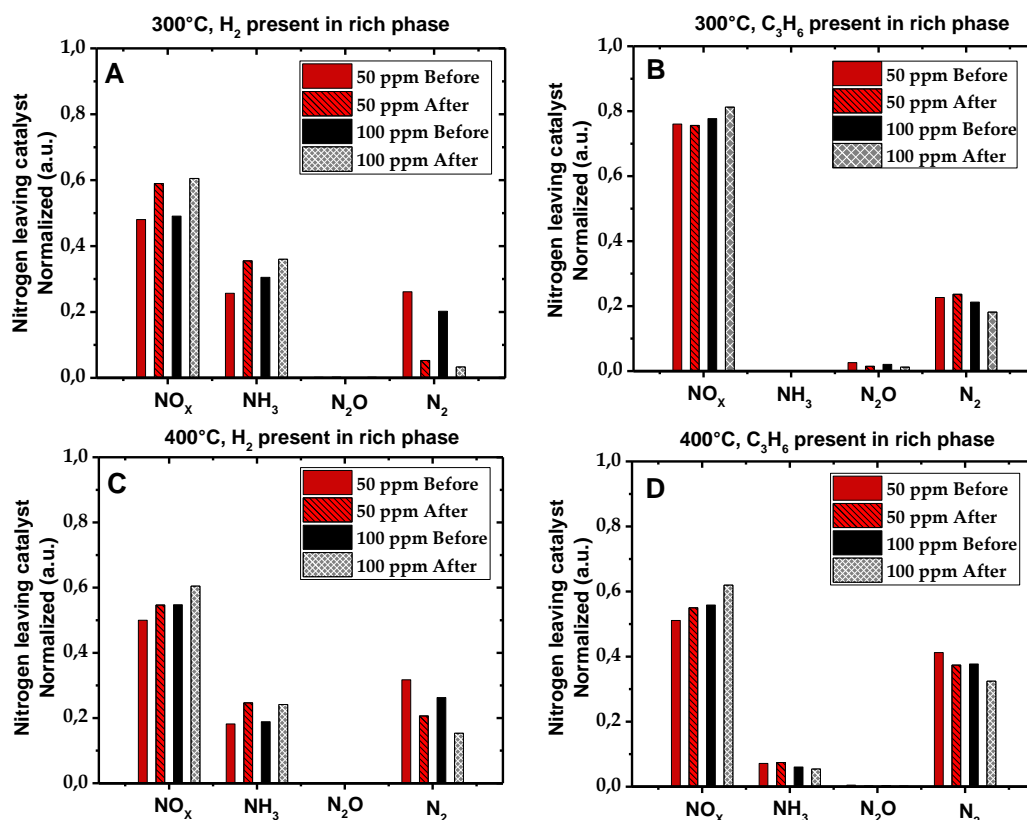 300°C, H₂ present in rich phase
A
50 ppm Before
50 ppm After
100 ppm Before
100 ppm After
Nitrogen leaving catalyst
Normalized (a.u.)
1,0
0,8
0,6
0,4
0,2
0,0
NOX
NH₃
N₂O
N₂
300°C, C₃H₆ present in rich phase
B
50 ppm Before
50 ppm After
100 ppm Before
100 ppm After
Nitrogen leaving catalyst
Normalized (a.u.)
1,0
0,8
0,6
0,4
0,2
0,0
NOX
NH₃
N₂O
N₂
400°C, H₂ present in rich phase
C
50 ppm Before
50 ppm After
100 ppm Before
100 ppm After
Nitrogen leaving catalyst
Normalized (a.u.)
1,0
0,8
0,6
0,4
0,2
0,0
NOX
NH₃
N₂O
N₂
400°C, C₃H₆ present in rich phase
D
50 ppm Before
50 ppm After
100 ppm Before
100 ppm After
Nitrogen leaving catalyst
Normalized (a.u.)
1,0
0,8
0,6
0,4
0,2
0,0
NOX
NH₃
N₂O
N₂